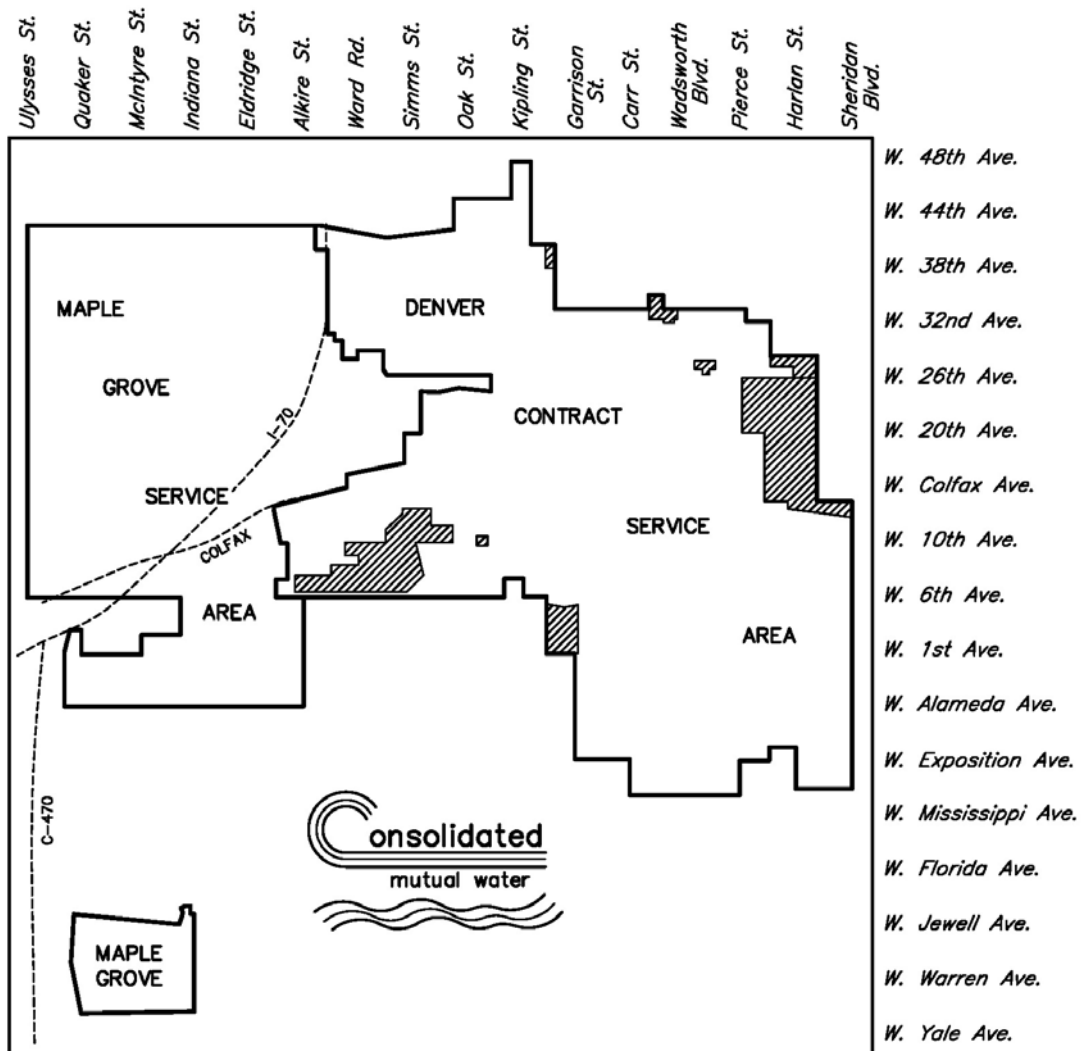 Ulysses St.
Quaker St.
McIntyre St.
Indiana St.
Eldridge St.
Alkire St.
Ward Rd.
Simms St.
Oak St.
Kipling St.
Garrison
St.
Carr St.
Wadsworth
Blvd.
Pierce St.
Harlan St.
Sheridan
Blvd.
W. 48th Ave.
W. 44th Ave.
W. 38th Ave.
W. 32nd Ave.
W. 26th Ave.
W. 20th Ave.
W. Colfax Ave.
W. 10th Ave.
W. 6th Ave.
W. 1st Ave.
W. Alameda Ave.
W. Exposition Ave.
W. Mississippi Ave.
W. Florida Ave.
W. Jewell Ave.
W. Warren Ave.
W. Yale Ave.
MAPLE
GROVE
SERVICE
AREA
DENVER
CONTRACT
SERVICE
AREA
I-70
COLFAX
C-470
Consolidated
mutual water
MAPLE
GROVE